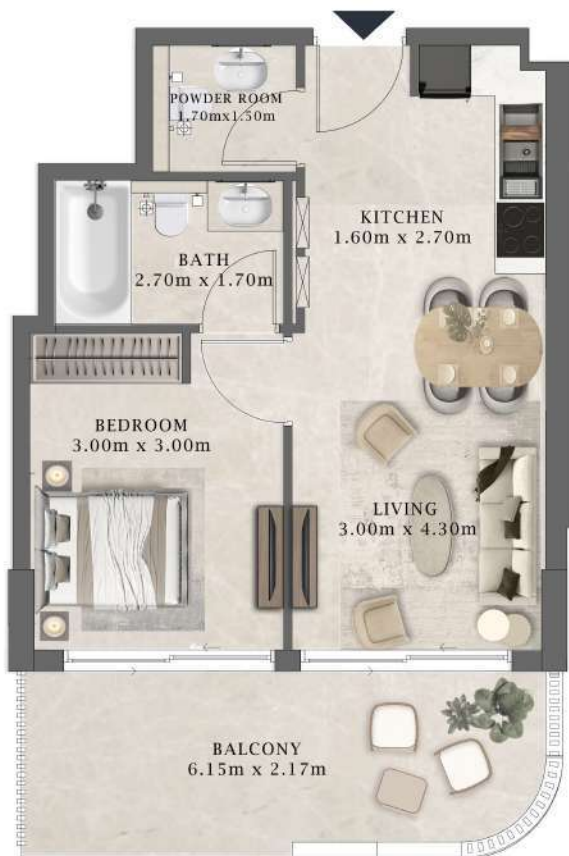 POWDER ROOM
1.70mx1.50m
KITCHEN
1.60m x 2.70m
BATH
2.70m x 1.70m
BEDROOM
3.00m x 3.00m
LIVING
3.00m x 4.30m
BALCONY
6.15m x 2.17m